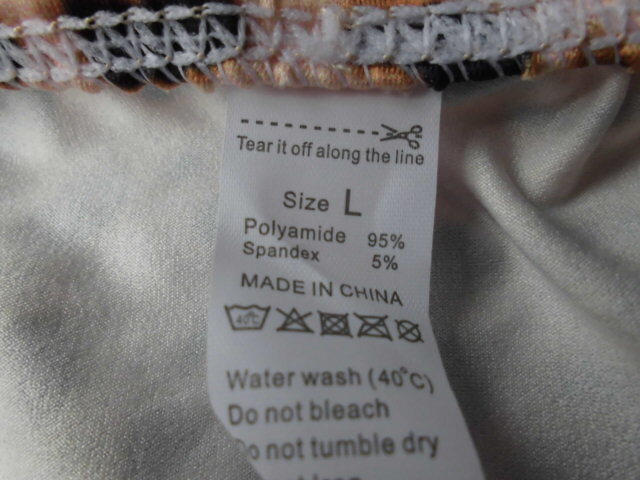 Tear it off along the line
Size L
Polyamide 95%
Spandex 5%
MADE IN CHINA
40°C
Water wash (40°C)
Do not bleach
Do not tumble dry